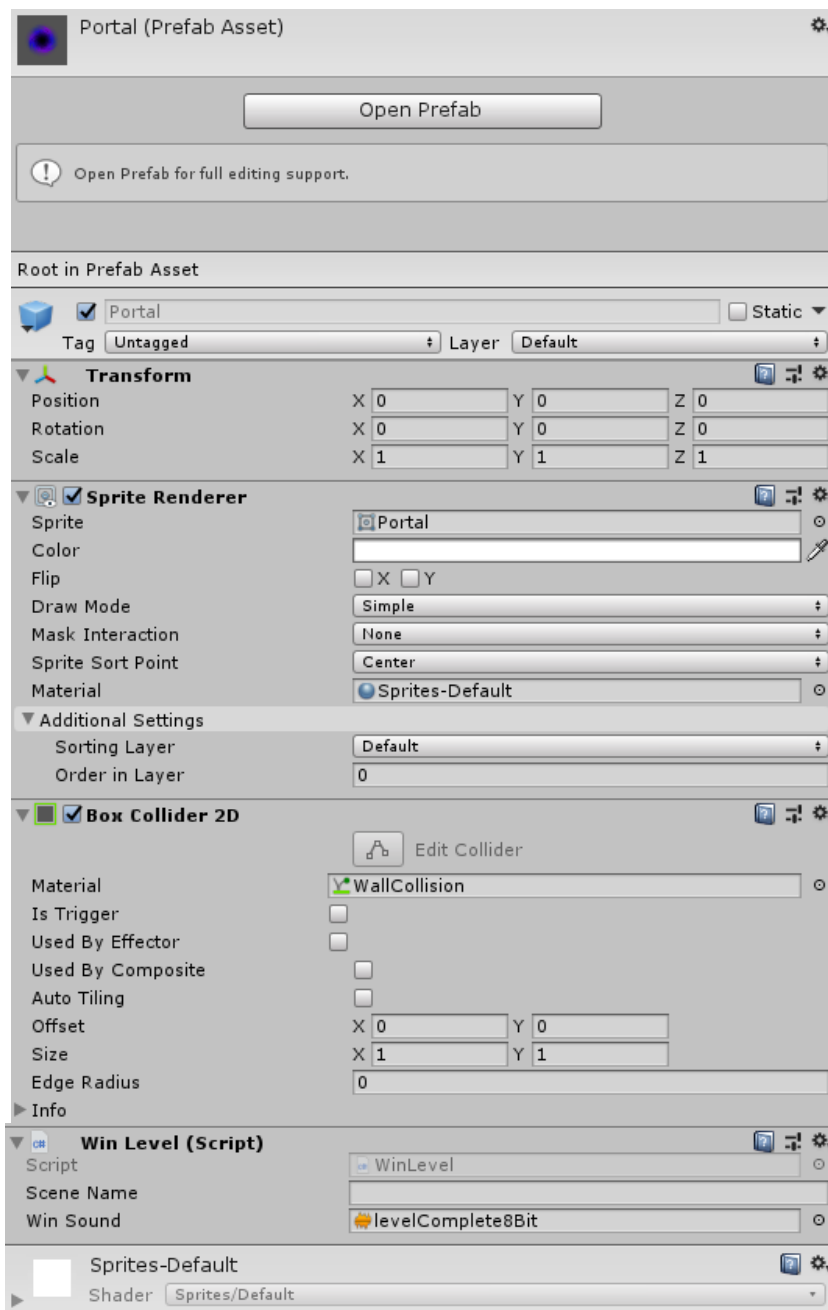 Portal (Prefab Asset)
Open Prefab
Open Prefab for full editing support.
Root in Prefab Asset
Portal Static
Tag Untagged Layer Default
Transform
Position X 0 Y 0 Z 0
Rotation X 0 Y 0 Z 0
Scale X 1 Y 1 Z 1
Sprite Renderer
Sprite Portal
Color
Flip X Y
Draw Mode Simple
Mask Interaction None
Sprite Sort Point Center
Material Sprites-Default
Additional Settings
Sorting Layer Default
Order in Layer 0
Box Collider 2D
Edit Collider
Material WallCollision
Is Trigger
Used By Effector
Used By Composite
Auto Tiling
Offset X 0 Y 0
Size X 1 Y 1
Edge Radius 0
Info
c# Win Level (Script)
Script WinLevel
Scene Name
Win Sound levelComplete8Bit
Sprites-Default
Shader Sprites/Default